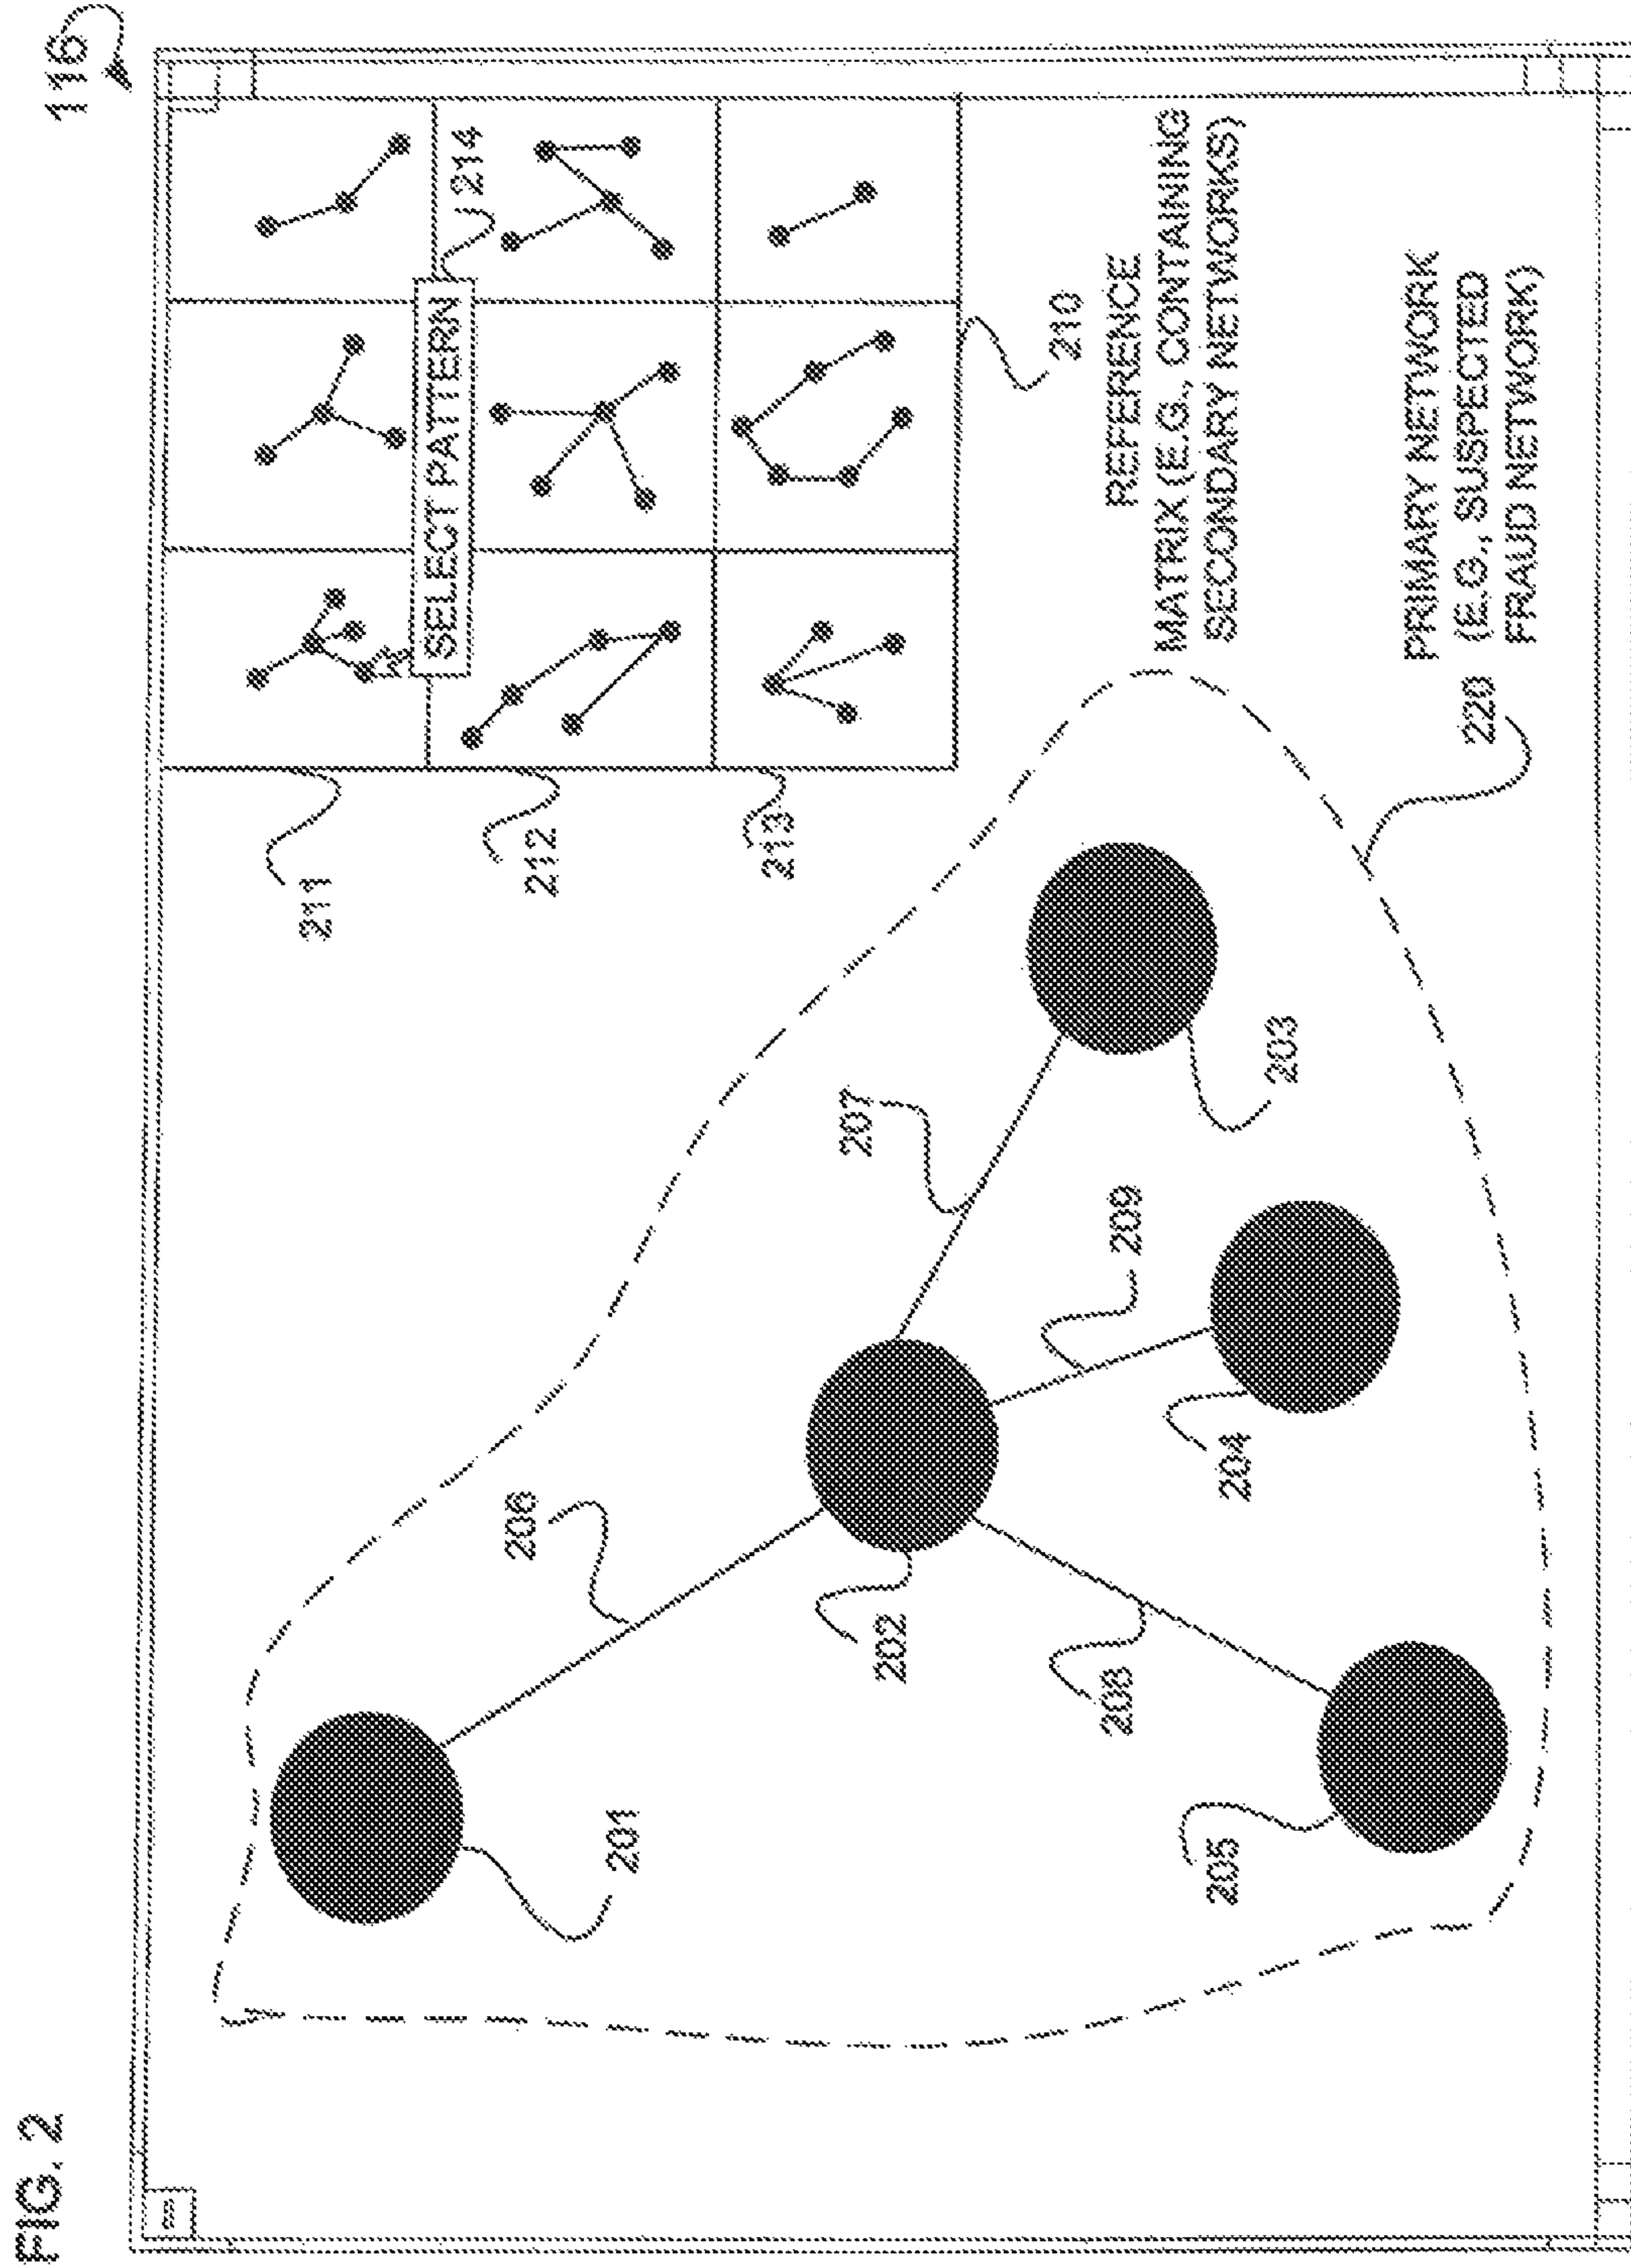 FIG. 2
116
211
212
213
SELECT PATTERN
214
210
REFERENCE
MATRIX (E.G., CONTAINING
SECONDARY NETWORKS)
PRIMARY NETWORK
(E.G., SUSPECTED
FRAUD NETWORK)
220
201
206
202
207
203
209
204
208
205